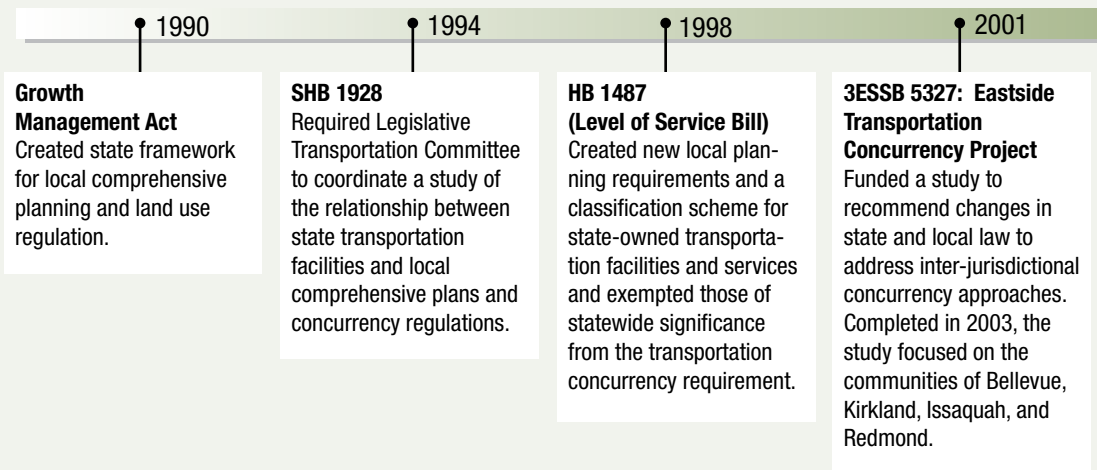 1990
Growth
Management Act
Created state framework
for local comprehensive
planning and land use
regulation.
1994
SHB 1928
Required Legislative
Transportation Committee
to coordinate a study of
the relationship between
state transportation
facilities and local
comprehensive plans and
concurrency regulations.
1998
HB 1487
(Level of Service Bill)
Created new local plan-
ning requirements and a
classification scheme for
state-owned transporta-
tion facilities and services
and exempted those of
statewide significance
from the transportation
concurrency requirement.
2001
3ESSB 5327:  Eastside
Transportation
Concurrency Project
Funded a study to
recommend changes in
state and local law to
address inter-jurisdictional
concurrency approaches.
Completed in 2003, the
study focused on the
communities of Bellevue,
Kirkland, Issaquah, and
Redmond.